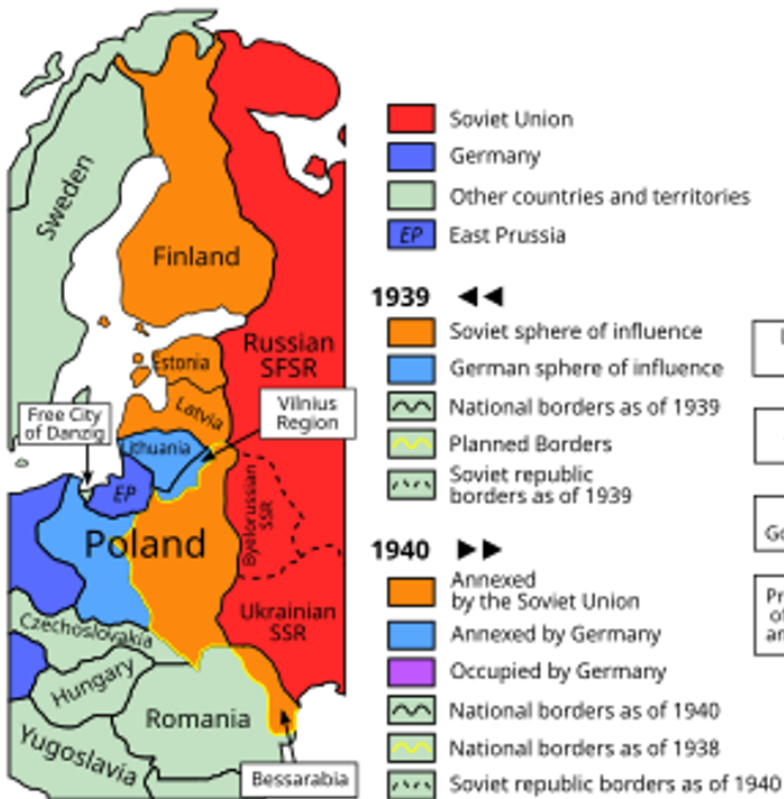 Soviet Union
Germany
Other countries and territories
EP East Prussia
1939
Soviet sphere of influence
German sphere of influence
National borders as of 1939
Planned Borders
Soviet republic
borders as of 1939
1940
Annexed
by the Soviet Union
Annexed by Germany
Occupied by Germany
National borders as of 1940
National borders as of 1938
Soviet republic borders as of 1940
Sweden
Finland
Russian
SFSR
Estonia
Latvia
Vilnius
Region
Free City
of Danzig
Lithuania
EP
Byelorussian
SSR
Poland
Ukrainian
SSR
Czechoslovakia
Hungary
Romania
Yugoslavia
Bessarabia